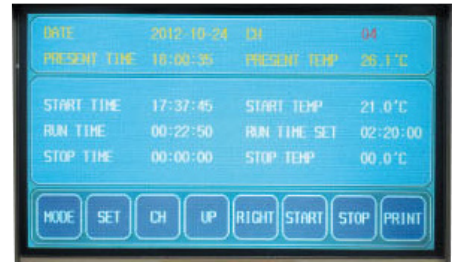 DATE 2012-10-24 CH 04
PRESENT TIME 18:00:35 PRESENT TEMP 26.1°C
START TIME 17:37:45 START TEMP 21.0°C
RUN TIME 00:22:50 RUN TIME SET 02:20:00
STOP TIME 00:00:00 STOP TEMP 00.0°C
MODE SET CH UP RIGHT START STOP PRINT